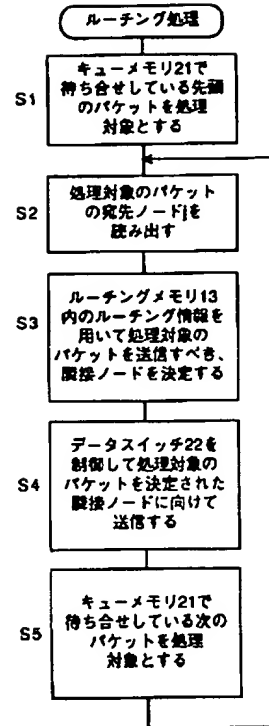 ルーチング処理
S1
キューメモリ21で
待ち合せしている先頭
のパケットを処理
対象とする
S2
処理対象のパケット
の宛先ノードjを
読み出す
S3
ルーチングメモリ13
内のルーチング情報を
用いて処理対象の
パケットを送信すべき、
隣接ノードを決定する
S4
データスイッチ22を
制御して処理対象の
パケットを決定された
隣接ノードに向けて
送信する
S5
キューメモリ21で
待ち合せしている次の
パケットを処理
対象とする